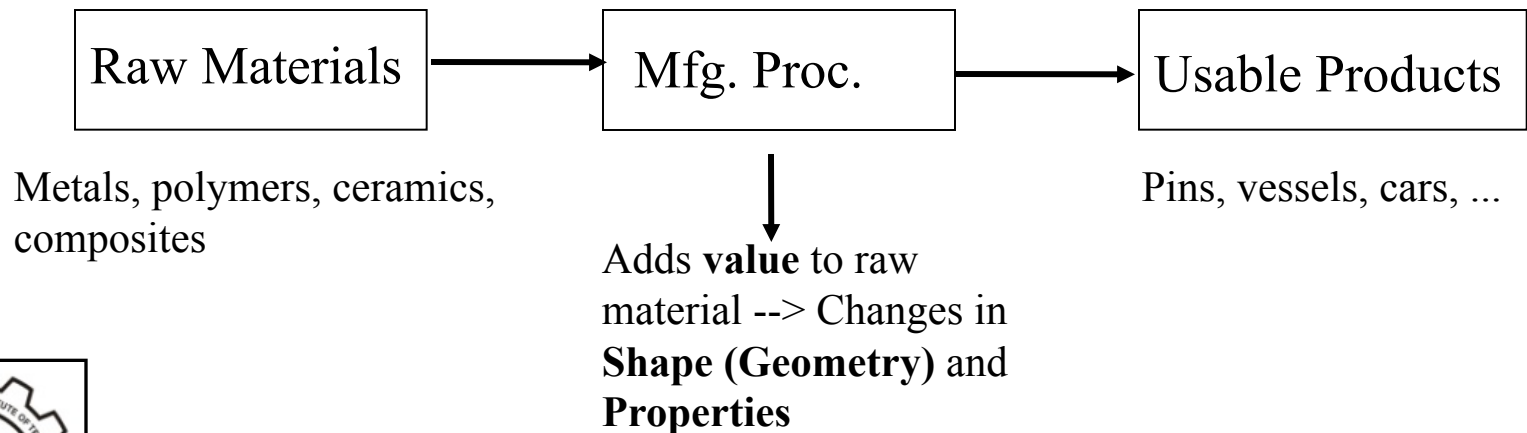 Raw Materials
Mfg. Proc.
Usable Products
Metals, polymers, ceramics,
composites
Pins, vessels, cars, ...
Adds value to raw
material --> Changes in
Shape (Geometry) and
Properties